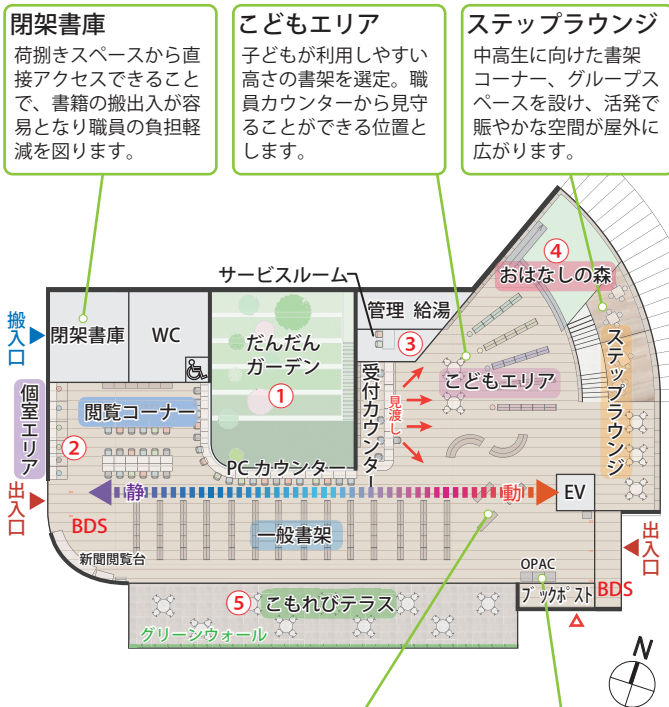 閉架書庫
荷捌きスペースから直
接アクセスできること
で、書籍の搬出入が容
易となり職員の負担軽
減を図ります。
こどもエリア
子どもが利用しやすい
高さの書架を選定。職
員カウンターから見守
ることができる位置と
します。
ステップラウンジ
中高生に向けた書架
コーナー、グループス
ペースを設け、活発で
賑やかな空間が屋外に
広がります。
④
おはなしの森
サービスルーム
搬入口
閉架書庫
WC
だんだん
ガーデン
①
管理 給湯
③
こどもエリア
ステップラウンジ
受付カウンター
見渡し
個室エリア
②
閲覧コーナー
PCカウンター
静
動
EV
出入口
BDS
一般書架
新聞閲覧台
OPAC
出入口
ブックポスト
BDS
⑤
こもれびテラス
グリーンウォール
N